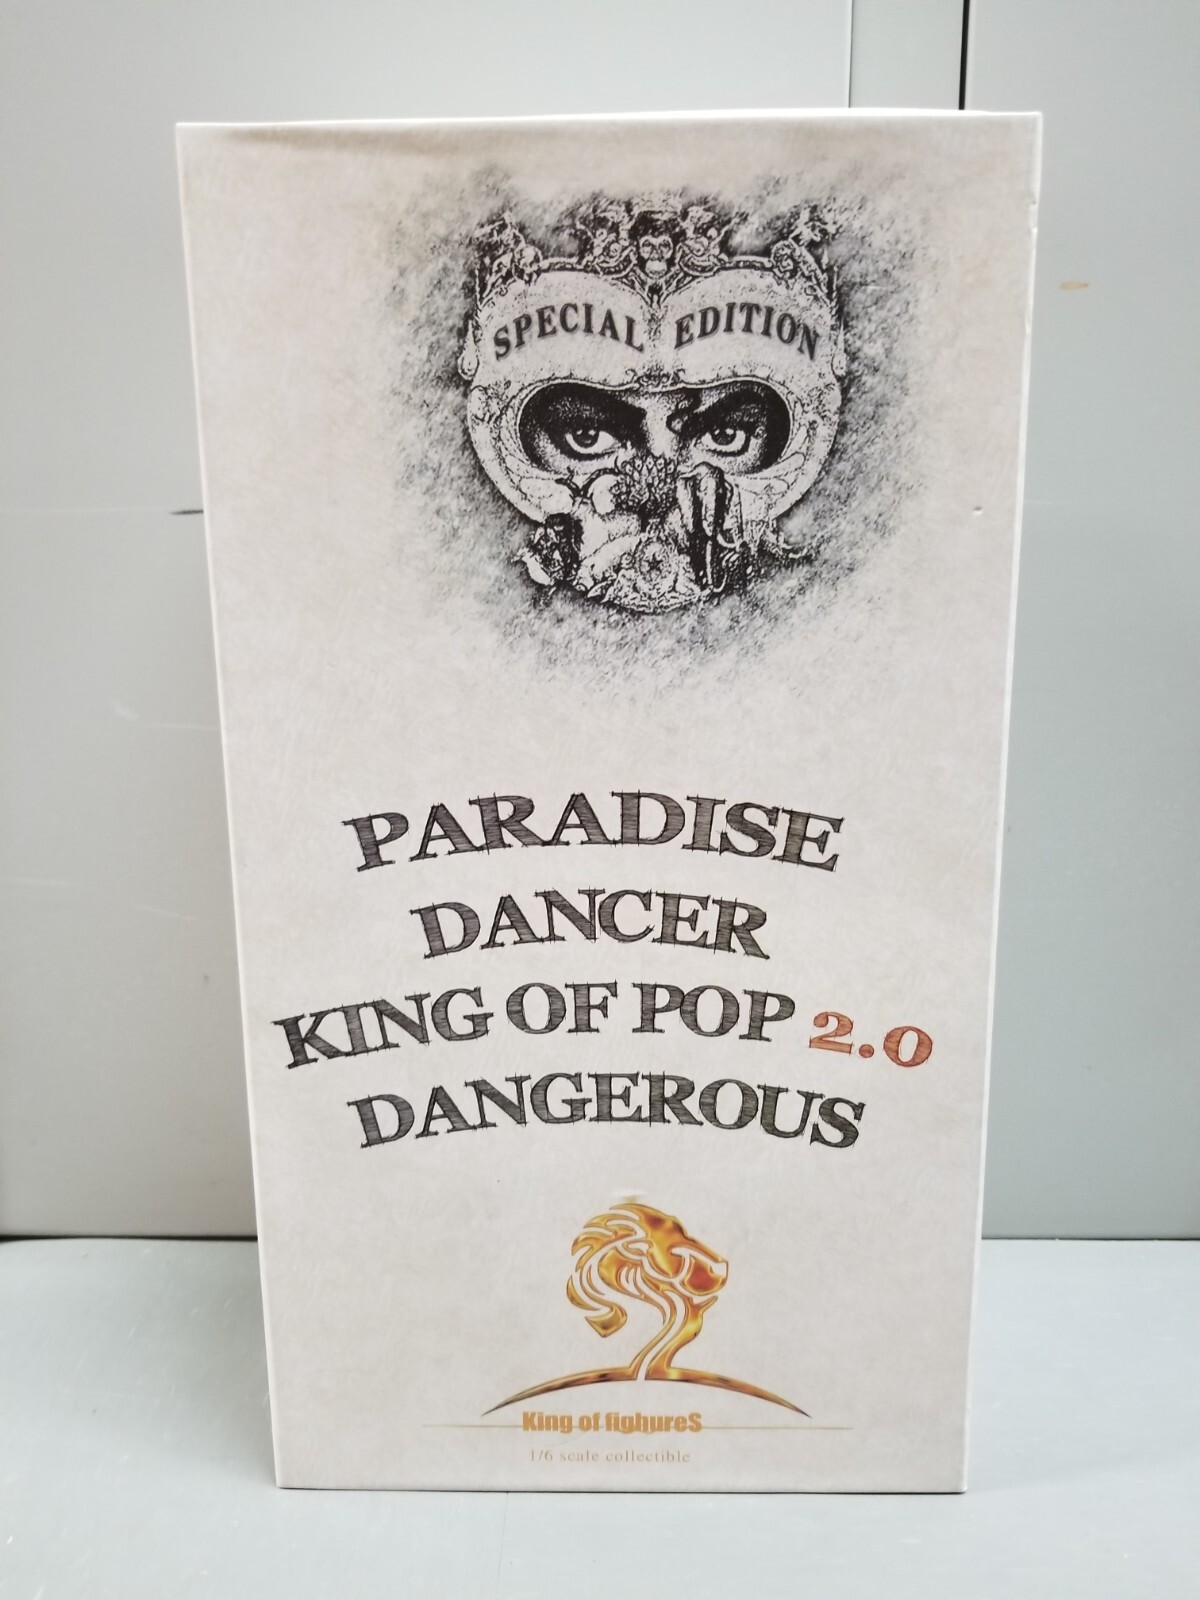 SPECIAL EDITION
PARADISE
DANCER
KING OF POP 2.0
DANGEROUS
King of fighureS
1/6 scale collectible